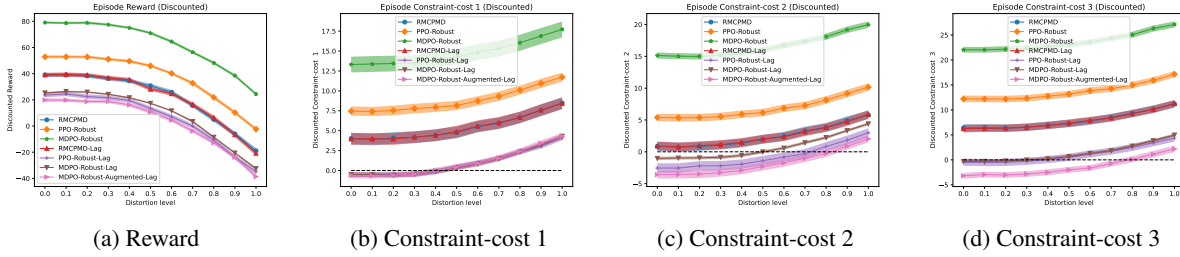 Episode Reward (Discounted)
Discounted Reward
80
60
40
20
0
−20
−40
RMCPMD
PPO-Robust
MDPO-Robust
RMCPMD-Lag
PPO-Robust-Lag
MDPO-Robust-Lag
MDPO-Robust-Augmented-Lag
0.0 0.1 0.2 0.3 0.4 0.5 0.6 0.7 0.8 0.9 1.0
Distortion level
(a) Reward
Episode Constraint-cost 1 (Discounted)
Discounted Constraint-cost 1
17.5
15.0
12.5
10.0
7.5
5.0
2.5
0.0
RMCPMD
PPO-Robust
MDPO-Robust
RMCPMD-Lag
PPO-Robust-Lag
MDPO-Robust-Lag
MDPO-Robust-Augmented-Lag
0.0 0.1 0.2 0.3 0.4 0.5 0.6 0.7 0.8 0.9 1.0
Distortion level
(b) Constraint-cost 1
Episode Constraint-cost 2 (Discounted)
Discounted Constraint-cost 2
20
15
10
5
0
−5
RMCPMD
PPO-Robust
MDPO-Robust
RMCPMD-Lag
PPO-Robust-Lag
MDPO-Robust-Lag
MDPO-Robust-Augmented-Lag
0.0 0.1 0.2 0.3 0.4 0.5 0.6 0.7 0.8 0.9 1.0
Distortion level
(c) Constraint-cost 2
Episode Constraint-cost 3 (Discounted)
Discounted Constraint-cost 3
25
20
15
10
5
0
−5
RMCPMD
PPO-Robust
MDPO-Robust
RMCPMD-Lag
PPO-Robust-Lag
MDPO-Robust-Lag
MDPO-Robust-Augmented-Lag
0.0 0.1 0.2 0.3 0.4 0.5 0.6 0.7 0.8 0.9 1.0
Distortion level
(d) Constraint-cost 3